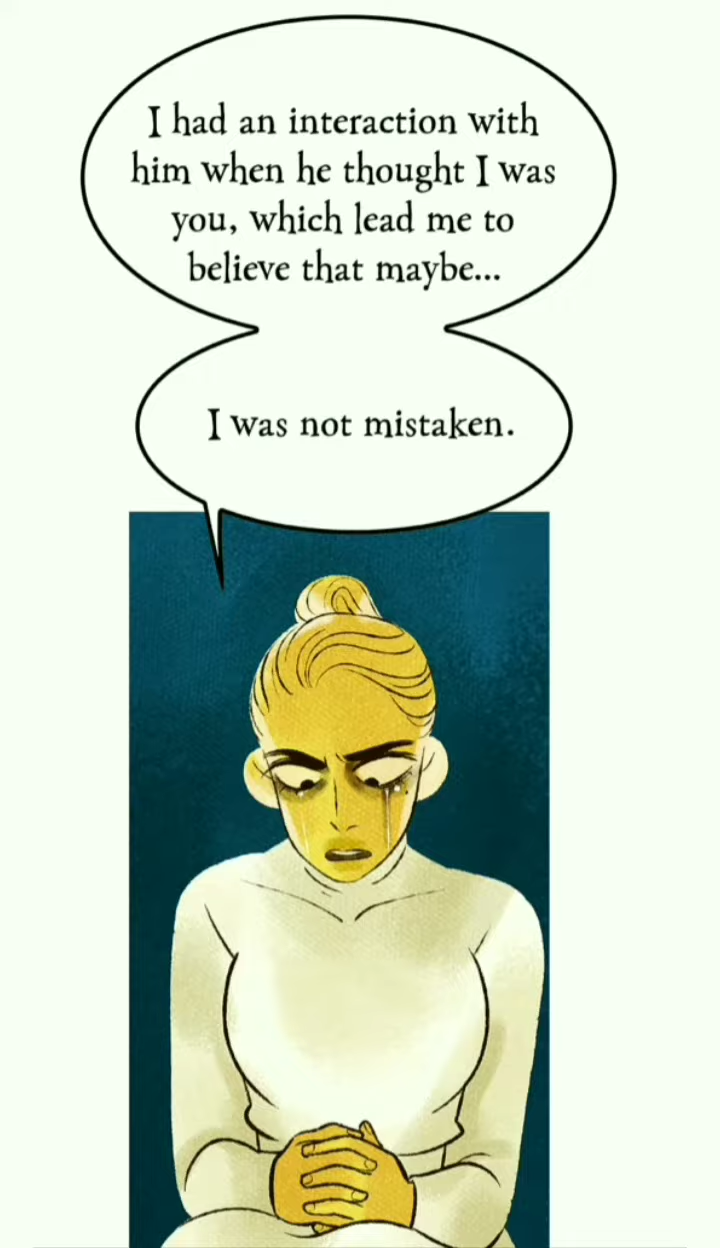 I had an interaction with
him when he thought I was
you, which lead me to
believe that maybe...
I was not mistaken.